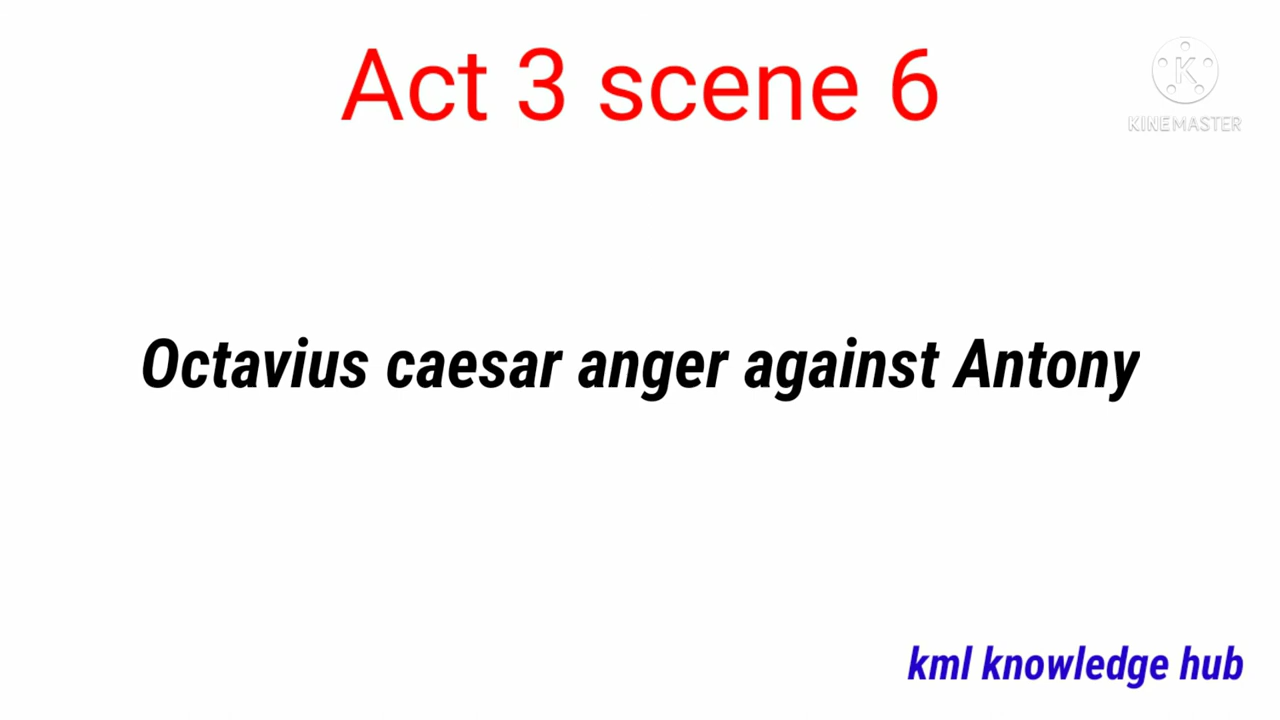 Act 3 scene 6
K
KINEMASTER
Octavius caesar anger against Antony
kml knowledge hub